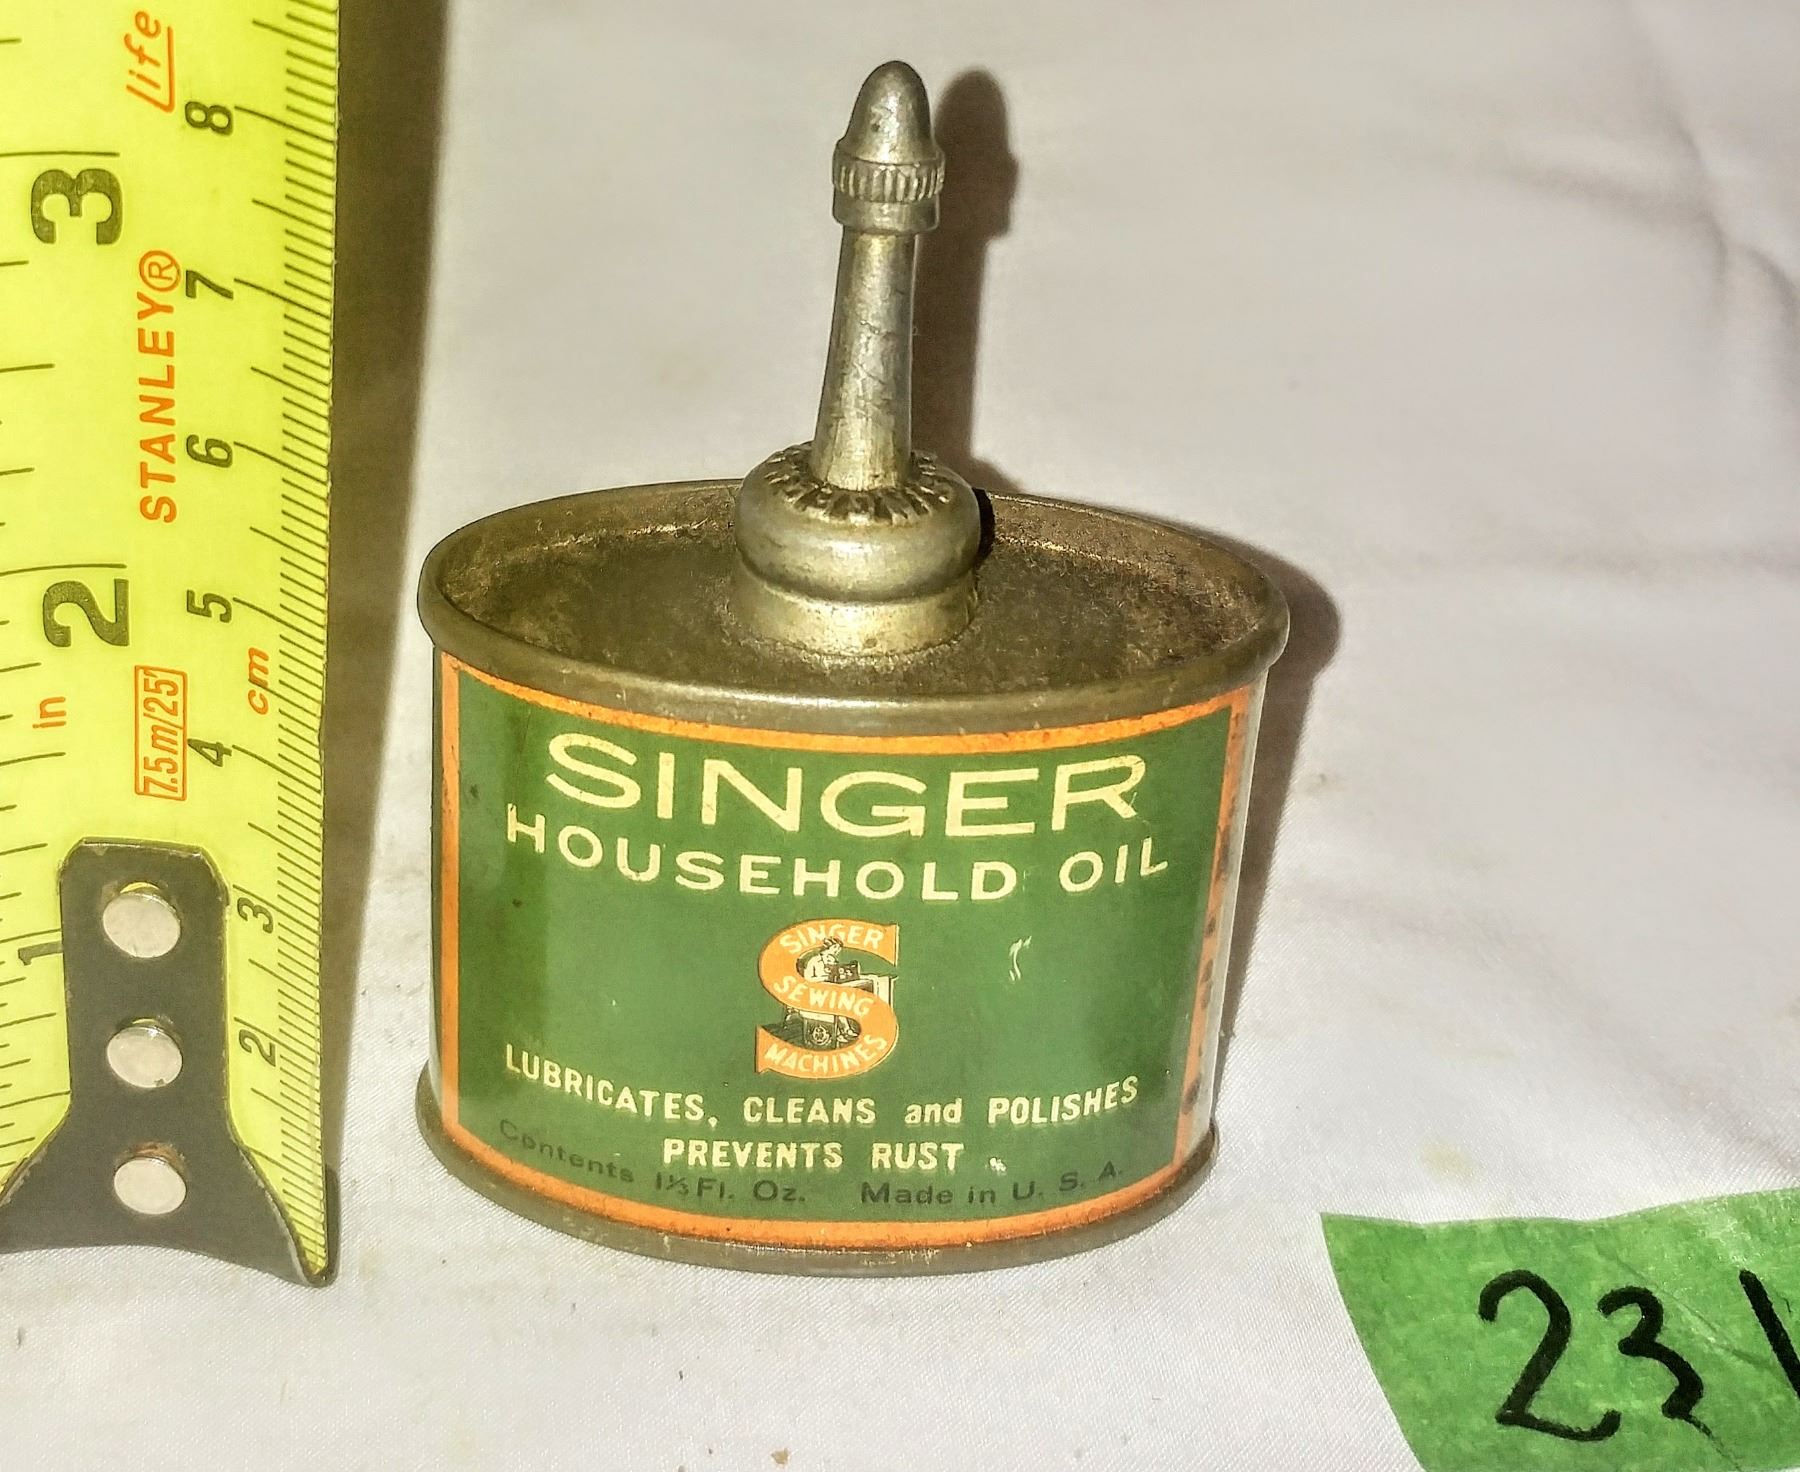 Life
8
3
7
STANLEY®
6
2
5
cm
in
7.5m/25'
4
3
1
2
SINGER
HOUSEHOLD OIL
SINGER
SEWING
MACHINES
LUBRICATES, CLEANS and POLISHES
PREVENTS RUST
Contents 1⅓ Fl. Oz. Made in U. S. A.
23